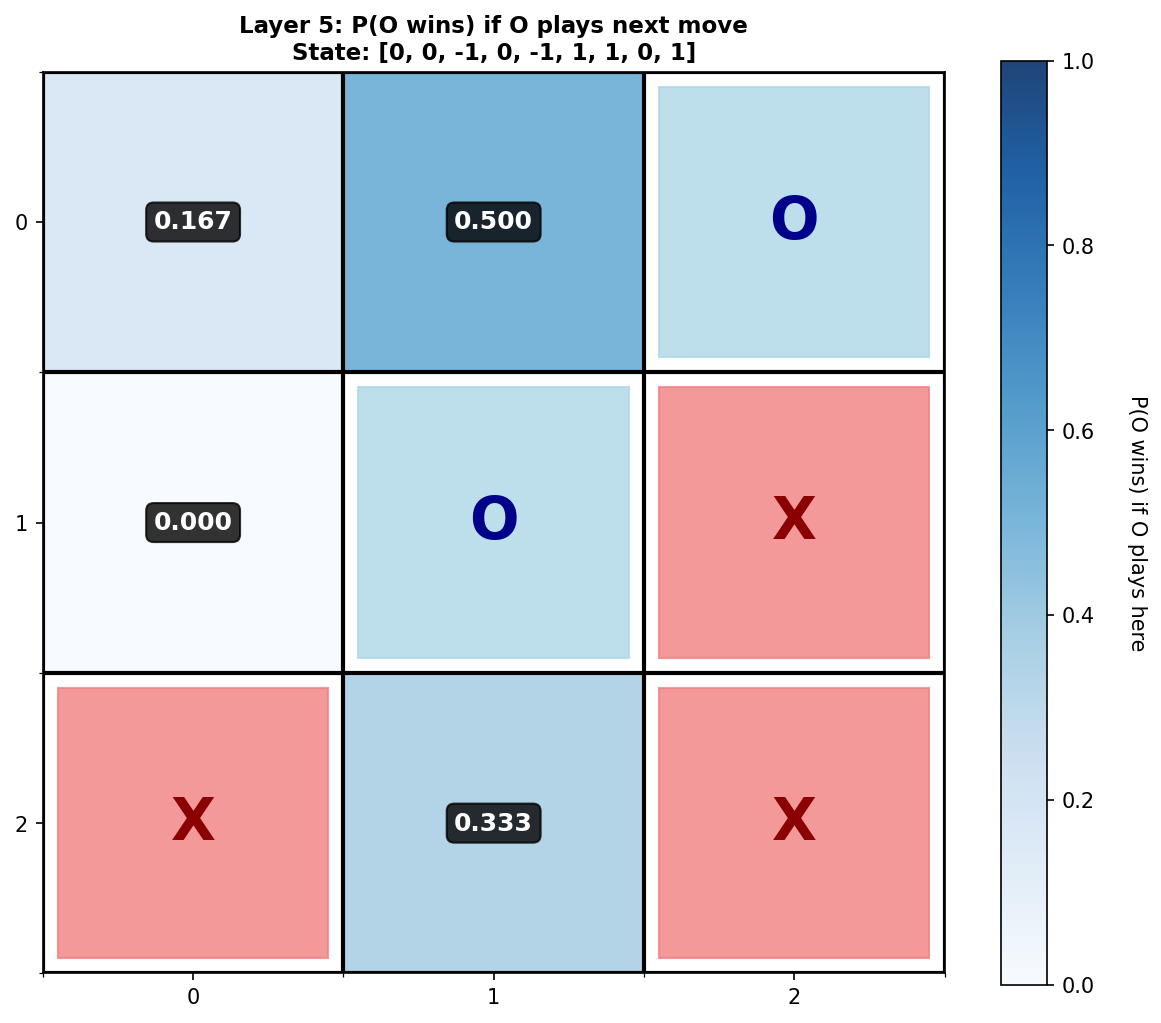 Layer 5: P(O wins) if O plays next move
State: [0, 0, -1, 0, -1, 1, 1, 0, 1]
0
0.167
0.500
O
1
0.000
O
X
2
X
0.333
X
0
1
2
1.0
0.8
0.6
0.4
0.2
0.0
P(O wins) if O plays here